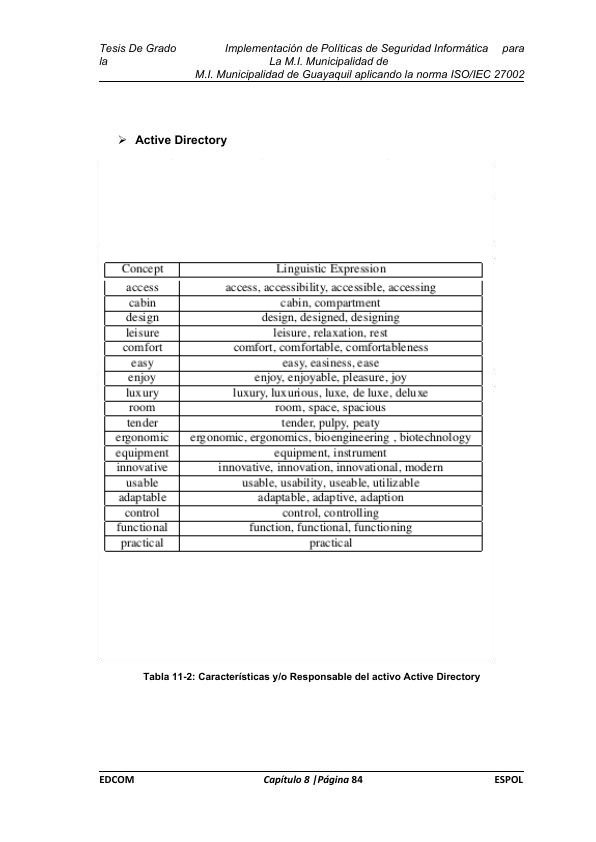 Tesis De Grado Implementación de Políticas de Seguridad Informática para
la La M.I. Municipalidad de
M.I. Municipalidad de Guayaquil aplicando la norma ISO/IEC 27002
➢ Active Directory
Concept Linguistic Expression
access access, accessibility, accessible, accessing
cabin cabin, compartment
design design, designed, designing
leisure leisure, relaxation, rest
comfort comfort, comfortable, comfortableness
easy easy, easiness, ease
enjoy enjoy, enjoyable, pleasure, joy
luxury luxury, luxurious, luxe, de luxe, deluxe
room room, space, spacious
tender tender, pulpy, peaty
ergonomic ergonomic, ergonomics, bioengineering , biotechnology
equipment equipment, instrument
innovative innovative, innovation, innovational, modern
usable usable, usability, useable, utilizable
adaptable adaptable, adaptive, adaption
control control, controlling
functional function, functional, functioning
practical practical
Tabla 11-2: Características y/o Responsable del activo Active Directory
EDCOM Capítulo 8 |Página 84 ESPOL